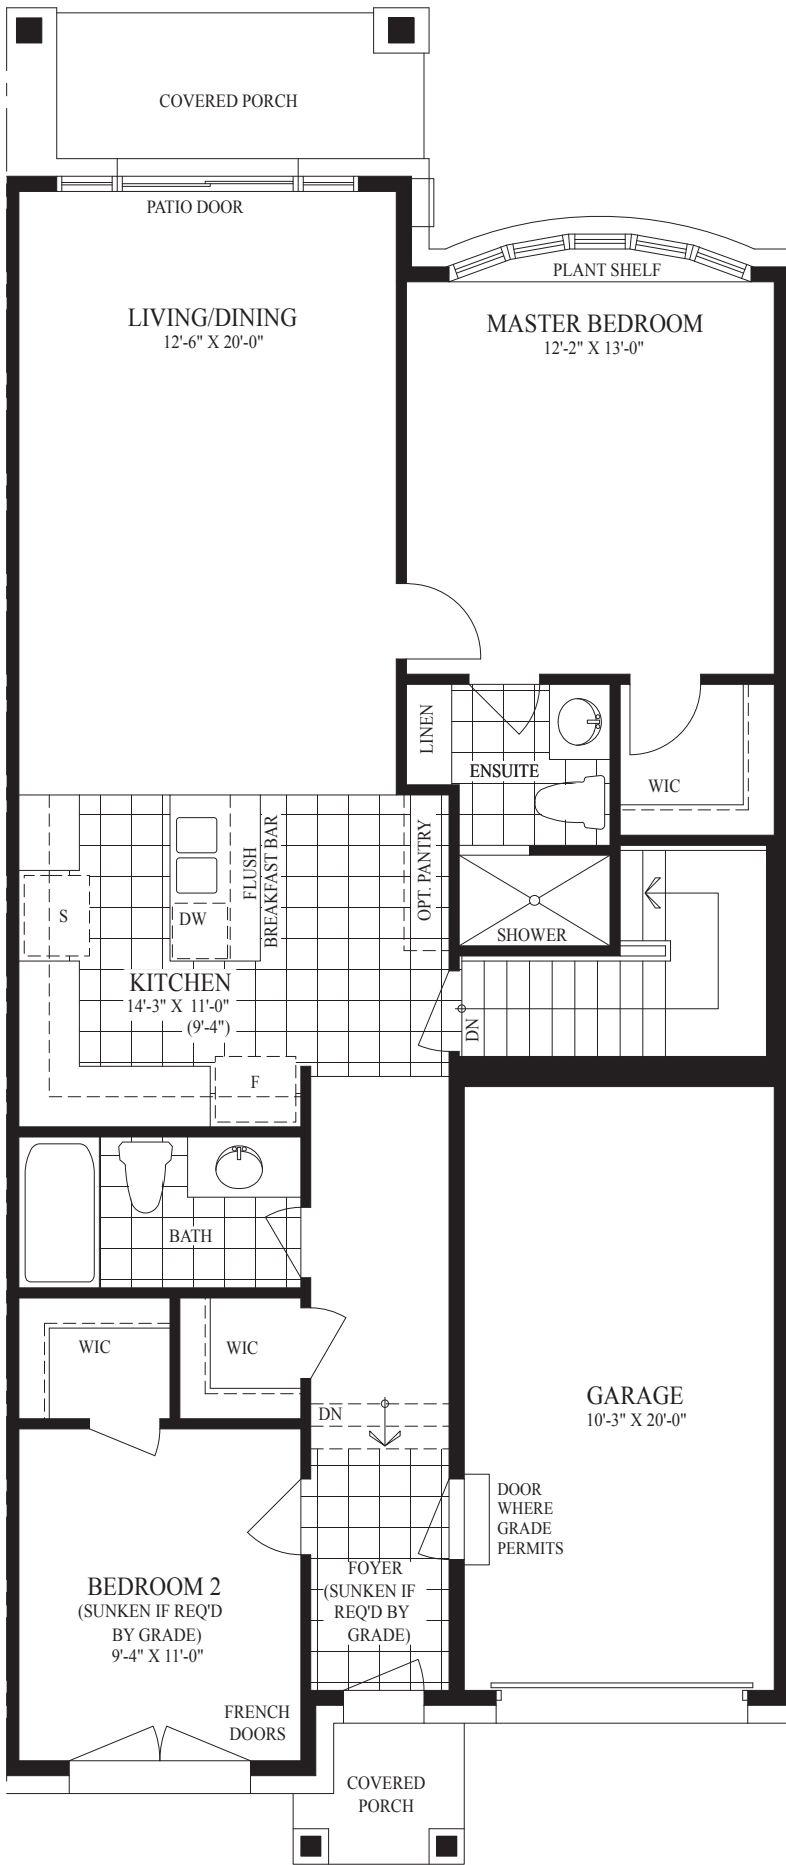 COVERED PORCH
PATIO DOOR
PLANT SHELF
LIVING/DINING
12'-6" X 20'-0"
MASTER BEDROOM
12'-2" X 13'-0"
LINEN
ENSUITE
WIC
FLUSH
BREAKFAST BAR
OPT. PANTRY
S
DW
SHOWER
KITCHEN
14'-3" X 11'-0"
(9'-4")
DN
F
BATH
WIC
WIC
GARAGE
10'-3" X 20'-0"
DN
DOOR
WHERE
GRADE
PERMITS
FOYER
(SUNKEN IF
REQ'D BY
GRADE)
BEDROOM 2
(SUNKEN IF REQ'D
BY GRADE)
9'-4" X 11'-0"
FRENCH
DOORS
COVERED
PORCH